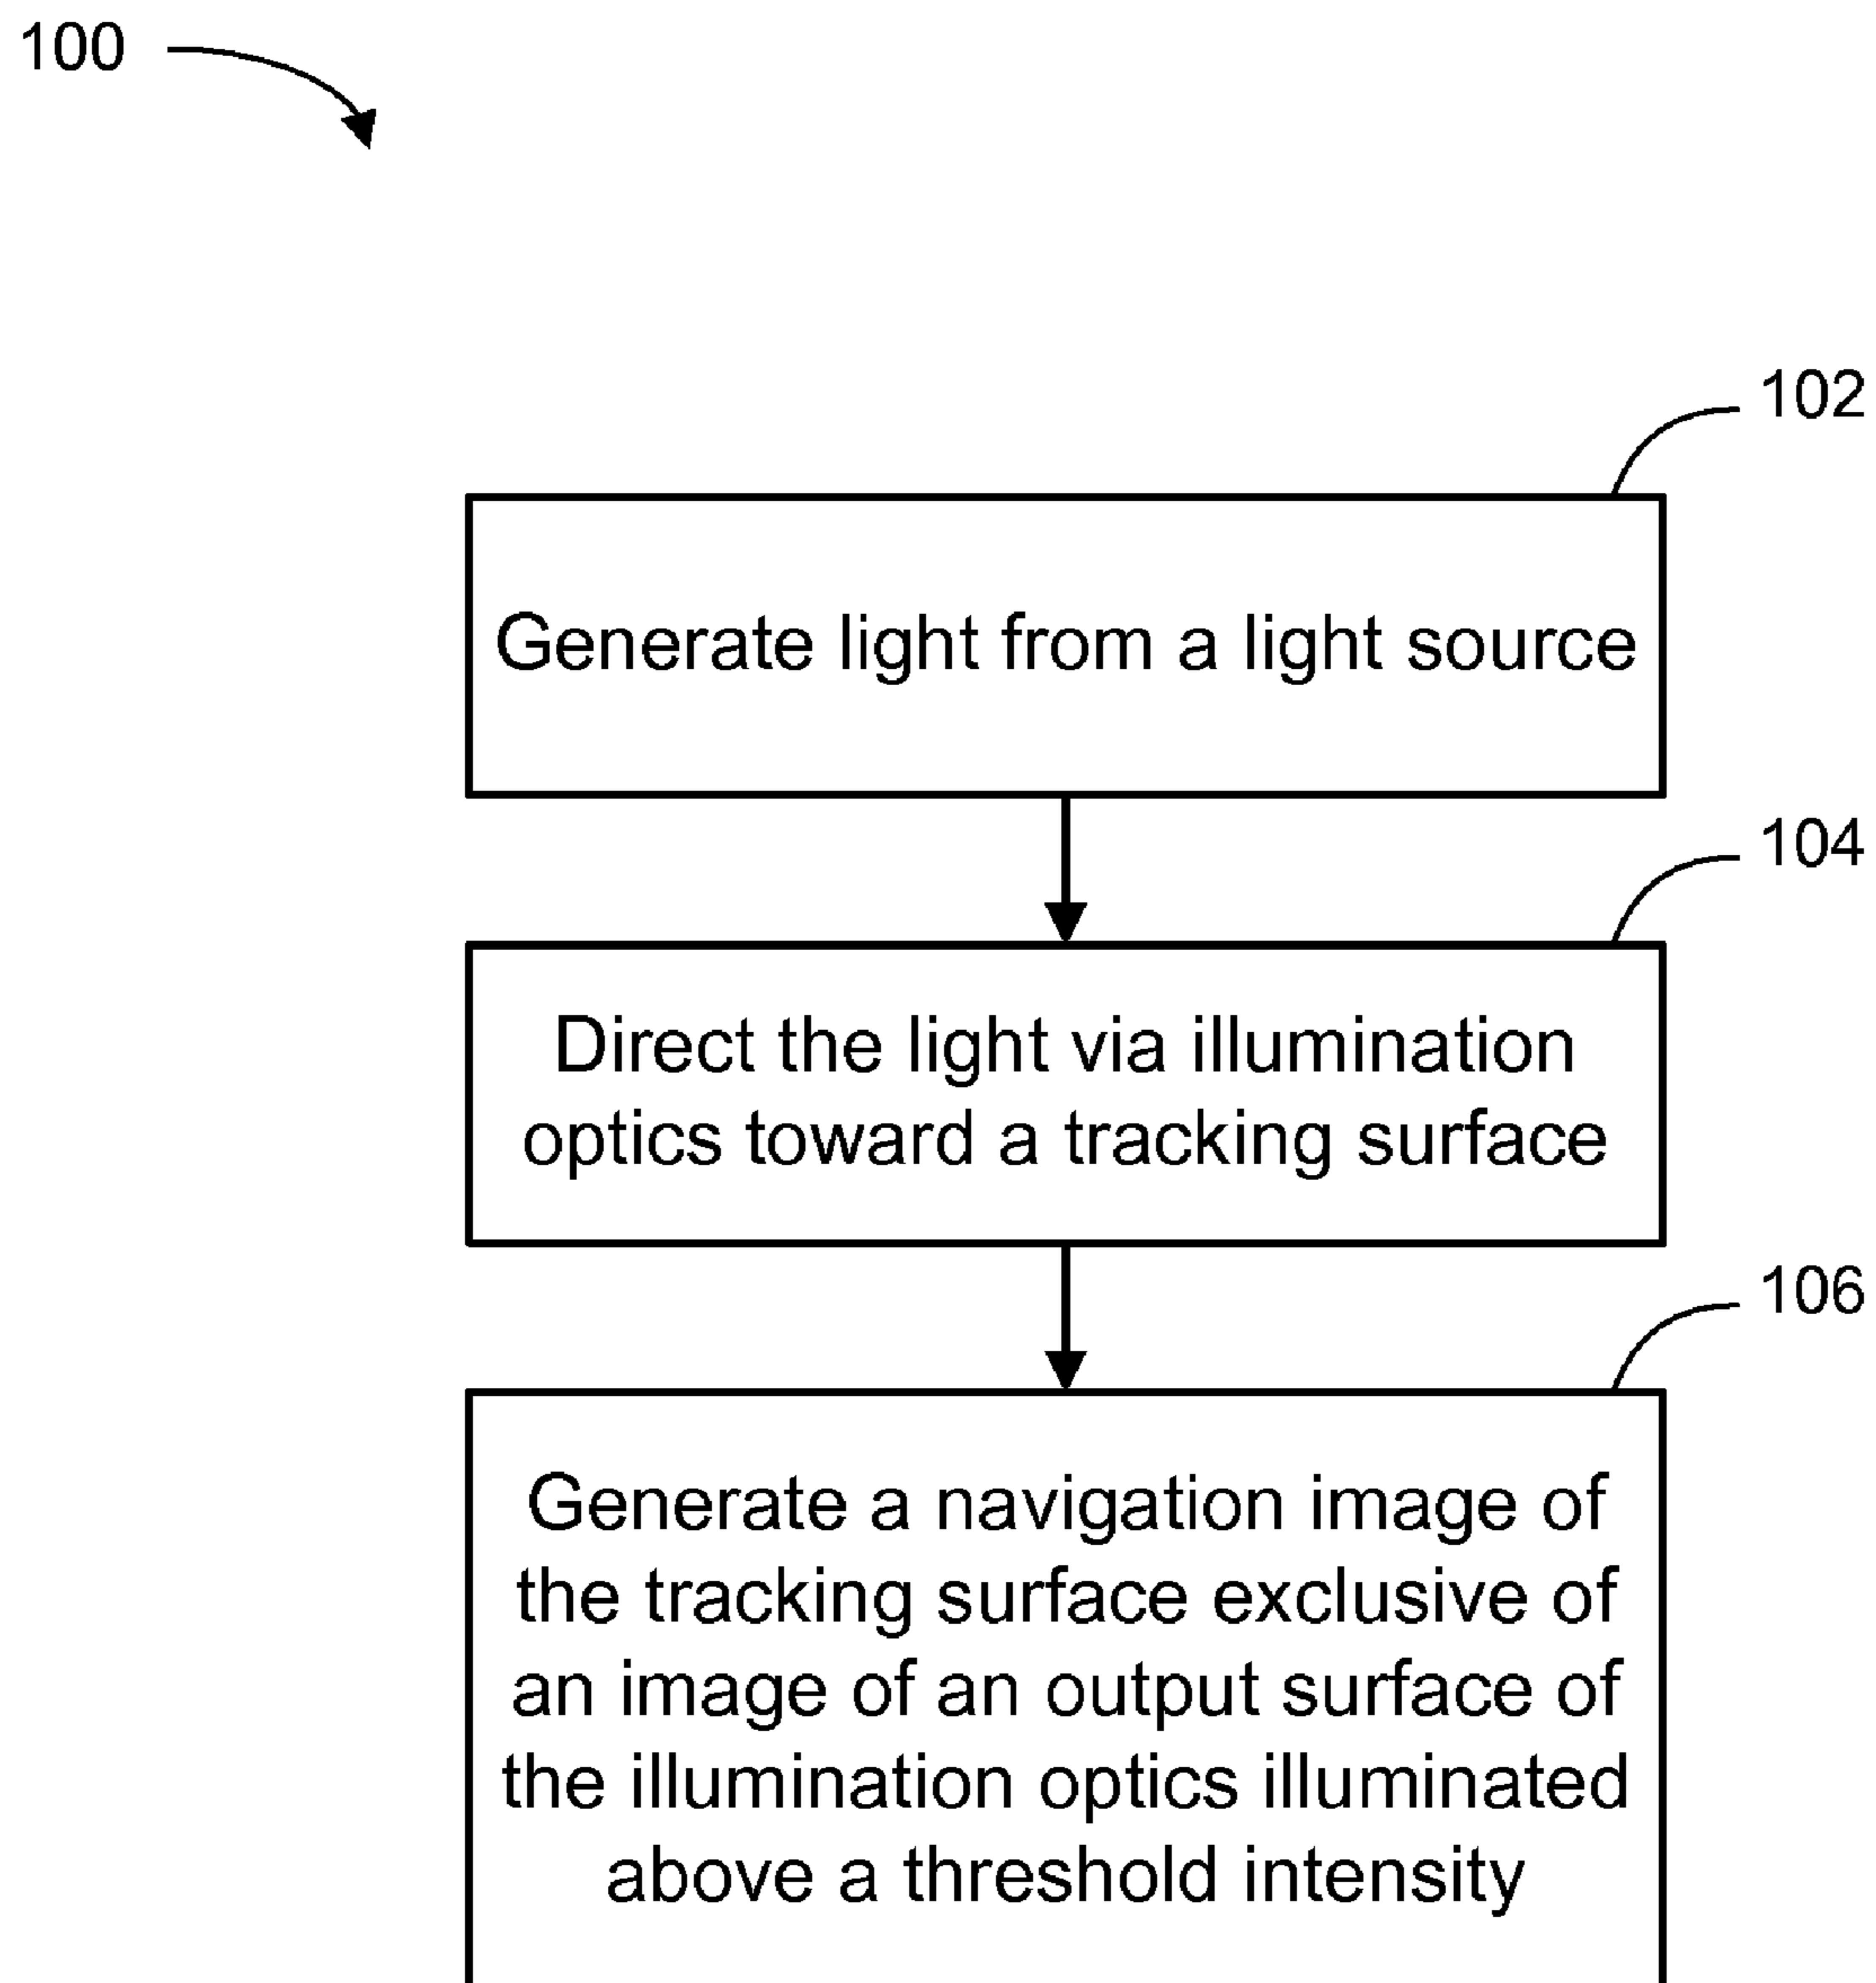 100
102
Generate light from a light source
104
Direct the light via illumination
optics toward a tracking surface
106
Generate a navigation image of
the tracking surface exclusive of
an image of an output surface of
the illumination optics illuminated
above a threshold intensity